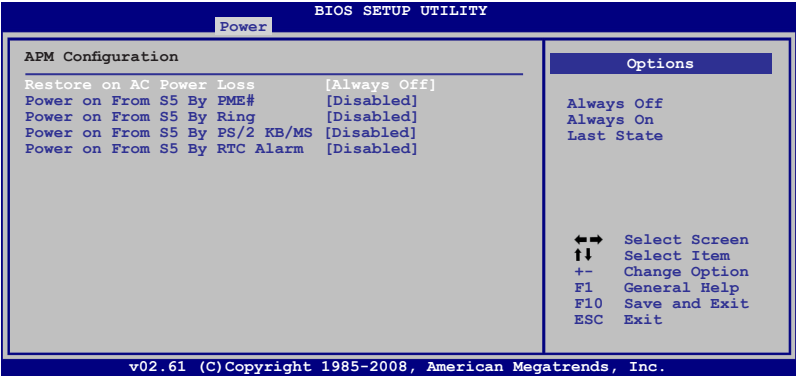 BIOS SETUP UTILITY
Power
APM Configuration
Restore on AC Power Loss [Always Off]
Power on From S5 By PME# [Disabled]
Power on From S5 By Ring [Disabled]
Power on From S5 By PS/2 KB/MS [Disabled]
Power on From S5 By RTC Alarm [Disabled]
Options
Always Off
Always On
Last State
←→ Select Screen
↑↓ Select Item
+- Change Option
F1 General Help
F10 Save and Exit
ESC Exit
v02.61 (C)Copyright 1985-2008, American Megatrends, Inc.